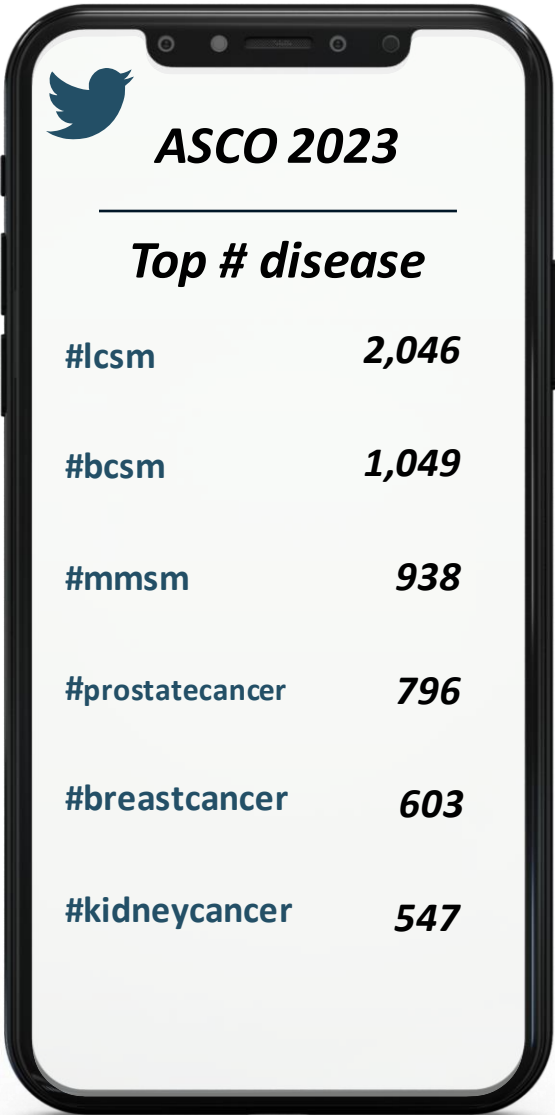 ASCO 2023
Top # disease
#lcsm 2,046
#bcsm 1,049
#mmsm 938
#prostatecancer 796
#breastcancer 603
#kidneycancer 547